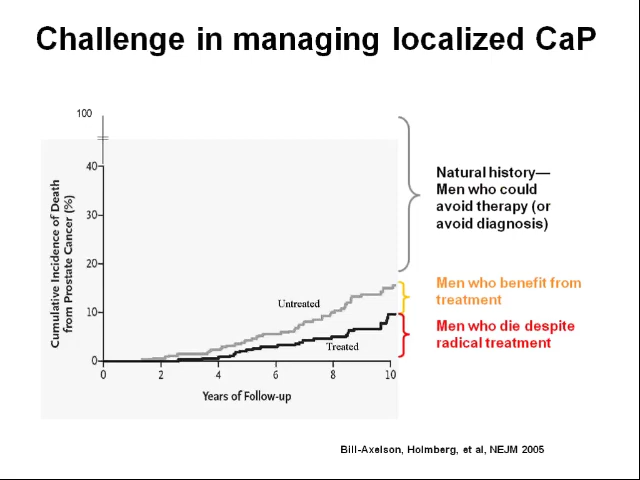 Challenge in managing localized CaP
100
40
30
20
10
0
Cumulative Incidence of Death
from Prostate Cancer (%)
Untreated
Treated
0 2 4 6 8 10
Years of Follow-up
Natural history—
Men who could
avoid therapy (or
avoid diagnosis)
Men who benefit from
treatment
Men who die despite
radical treatment
Bill-Axelson, Holmberg, et al, NEJM 2005